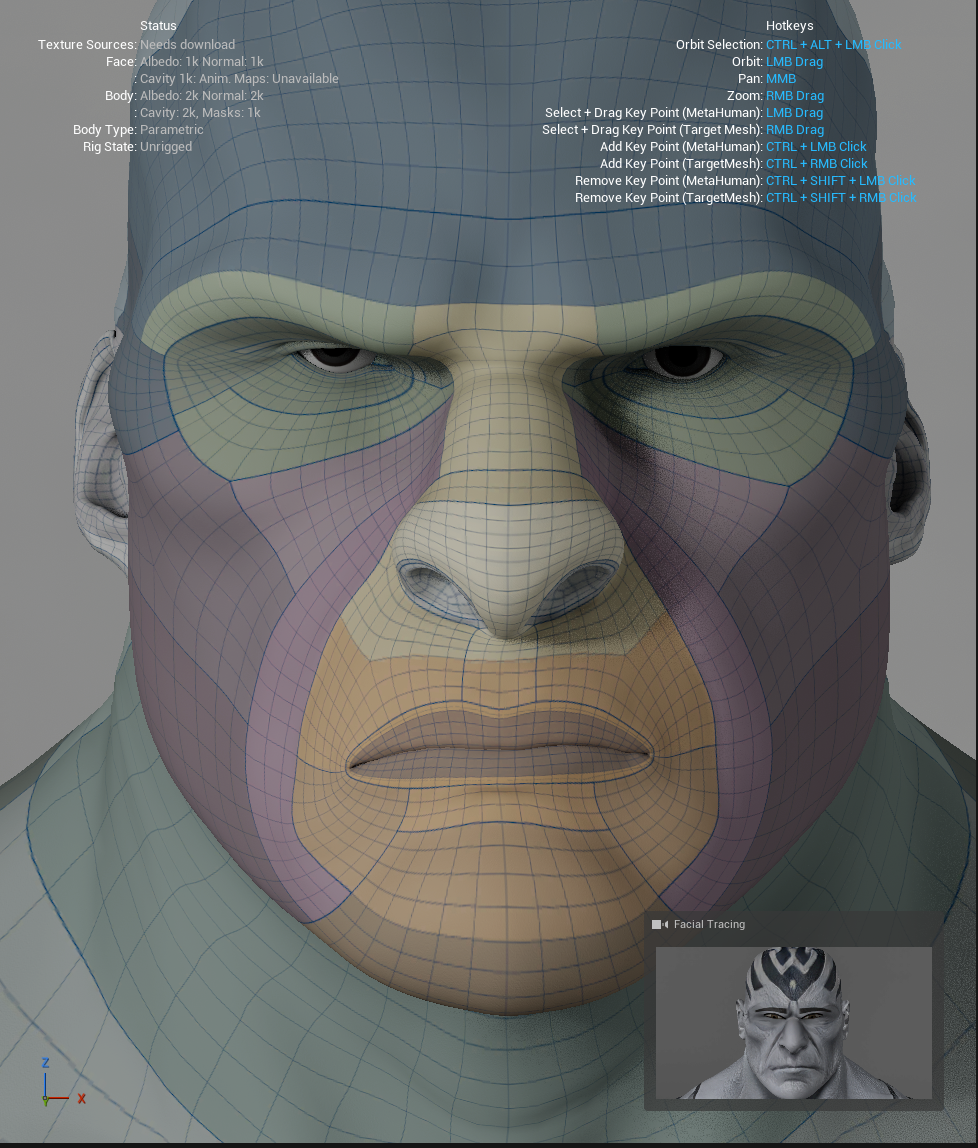 Status
Texture Sources: Needs download
Face: Albedo: 1k Normal: 1k
: Cavity 1k: Anim. Maps: Unavailable
Body: Albedo: 2k Normal: 2k
: Cavity: 2k, Masks: 1k
Body Type: Parametric
Rig State: Unrigged
Hotkeys
Orbit Selection: CTRL + ALT + LMB Click
Orbit: LMB Drag
Pan: MMB
Zoom: RMB Drag
Select + Drag Key Point (MetaHuman): LMB Drag
Select + Drag Key Point (Target Mesh): RMB Drag
Add Key Point (MetaHuman): CTRL + LMB Click
Add Key Point (TargetMesh): CTRL + RMB Click
Remove Key Point (MetaHuman): CTRL + SHIFT + LMB Click
Remove Key Point (TargetMesh): CTRL + SHIFT + RMB Click
Facial Tracing
Z
Y X